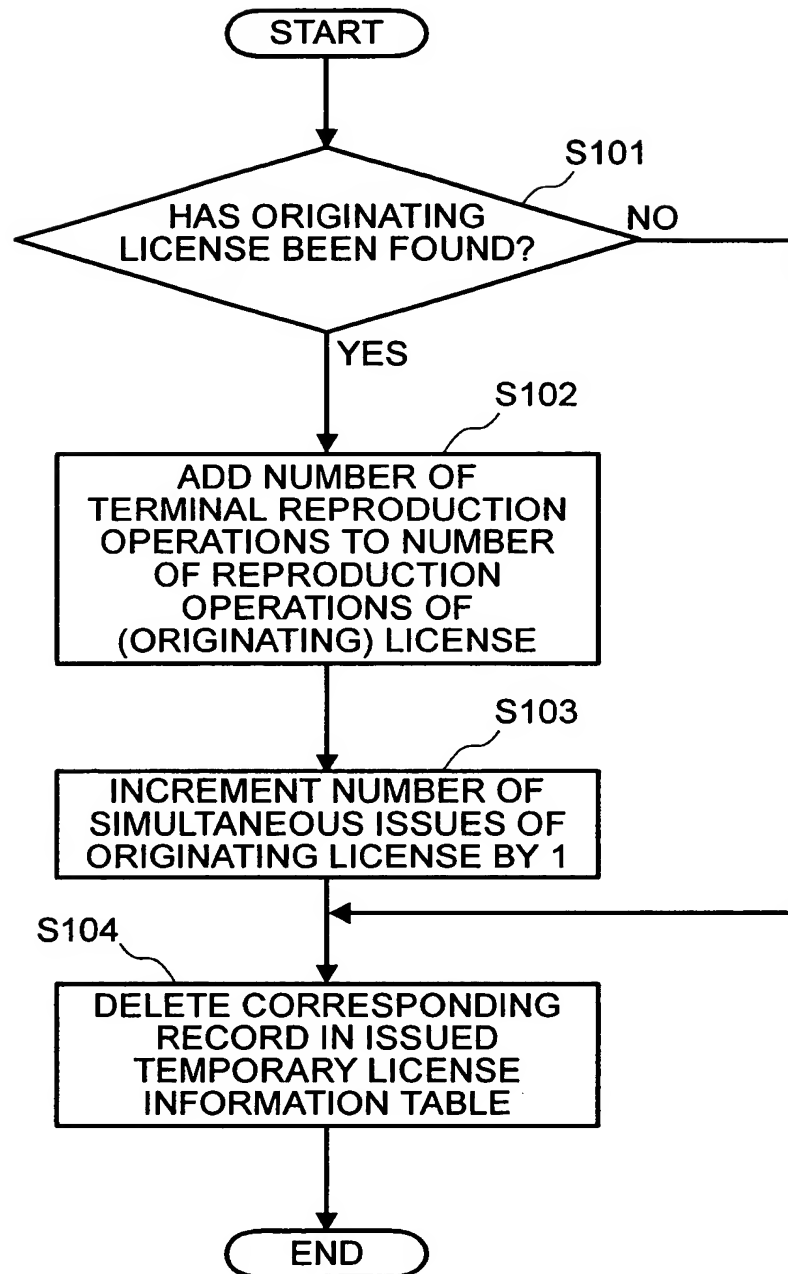 START
S101
HAS ORIGINATING
LICENSE BEEN FOUND?
NO
YES
S102
ADD NUMBER OF
TERMINAL REPRODUCTION
OPERATIONS TO NUMBER
OF REPRODUCTION
OPERATIONS OF
(ORIGINATING) LICENSE
S103
INCREMENT NUMBER OF
SIMULTANEOUS ISSUES OF
ORIGINATING LICENSE BY 1
S104
DELETE CORRESPONDING
RECORD IN ISSUED
TEMPORARY LICENSE
INFORMATION TABLE
END